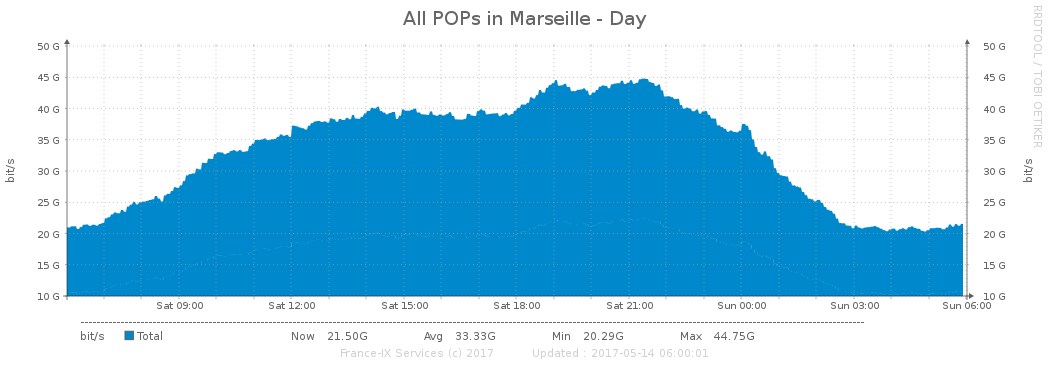 All POPs in Marseille - Day
RRDTOOL / TOBI OETIKER
50 G 50 G
45 G 45 G
40 G 40 G
35 G 35 G
30 G 30 G
25 G 25 G
20 G 20 G
15 G 15 G
10 G 10 G
bit/s bit/s
Sat 09:00 Sat 12:00 Sat 15:00 Sat 18:00 Sat 21:00 Sun 00:00 Sun 03:00 Sun 06:00
bit/s Total Now 21.50G Avg 33.33G Min 20.29G Max 44.75G
France-IX Services (c) 2017 Updated : 2017-05-14 06:00:01